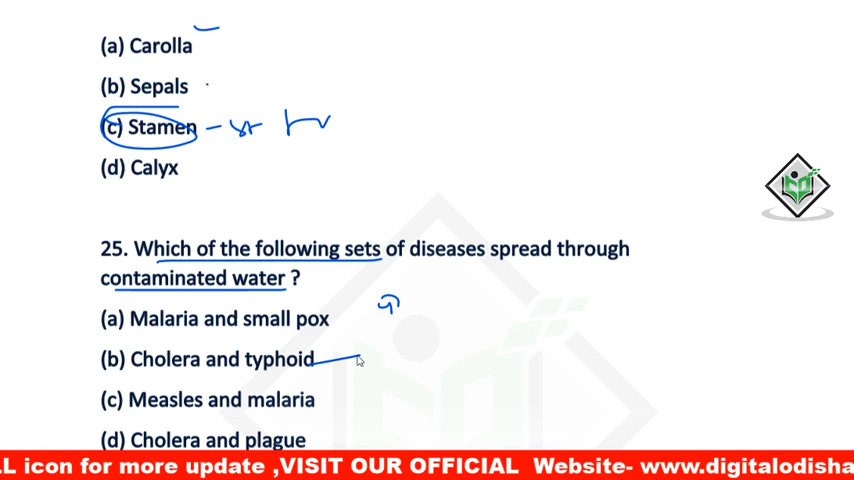 (a) Carolla
(b) Sepals
(c) Stamen
(d) Calyx
25. Which of the following sets of diseases spread through
contaminated water ?
(a) Malaria and small pox
(b) Cholera and typhoid
(c) Measles and malaria
(d) Cholera and plague
LL icon for more update ,VISIT OUR OFFICIAL Website- www.digitalodisha